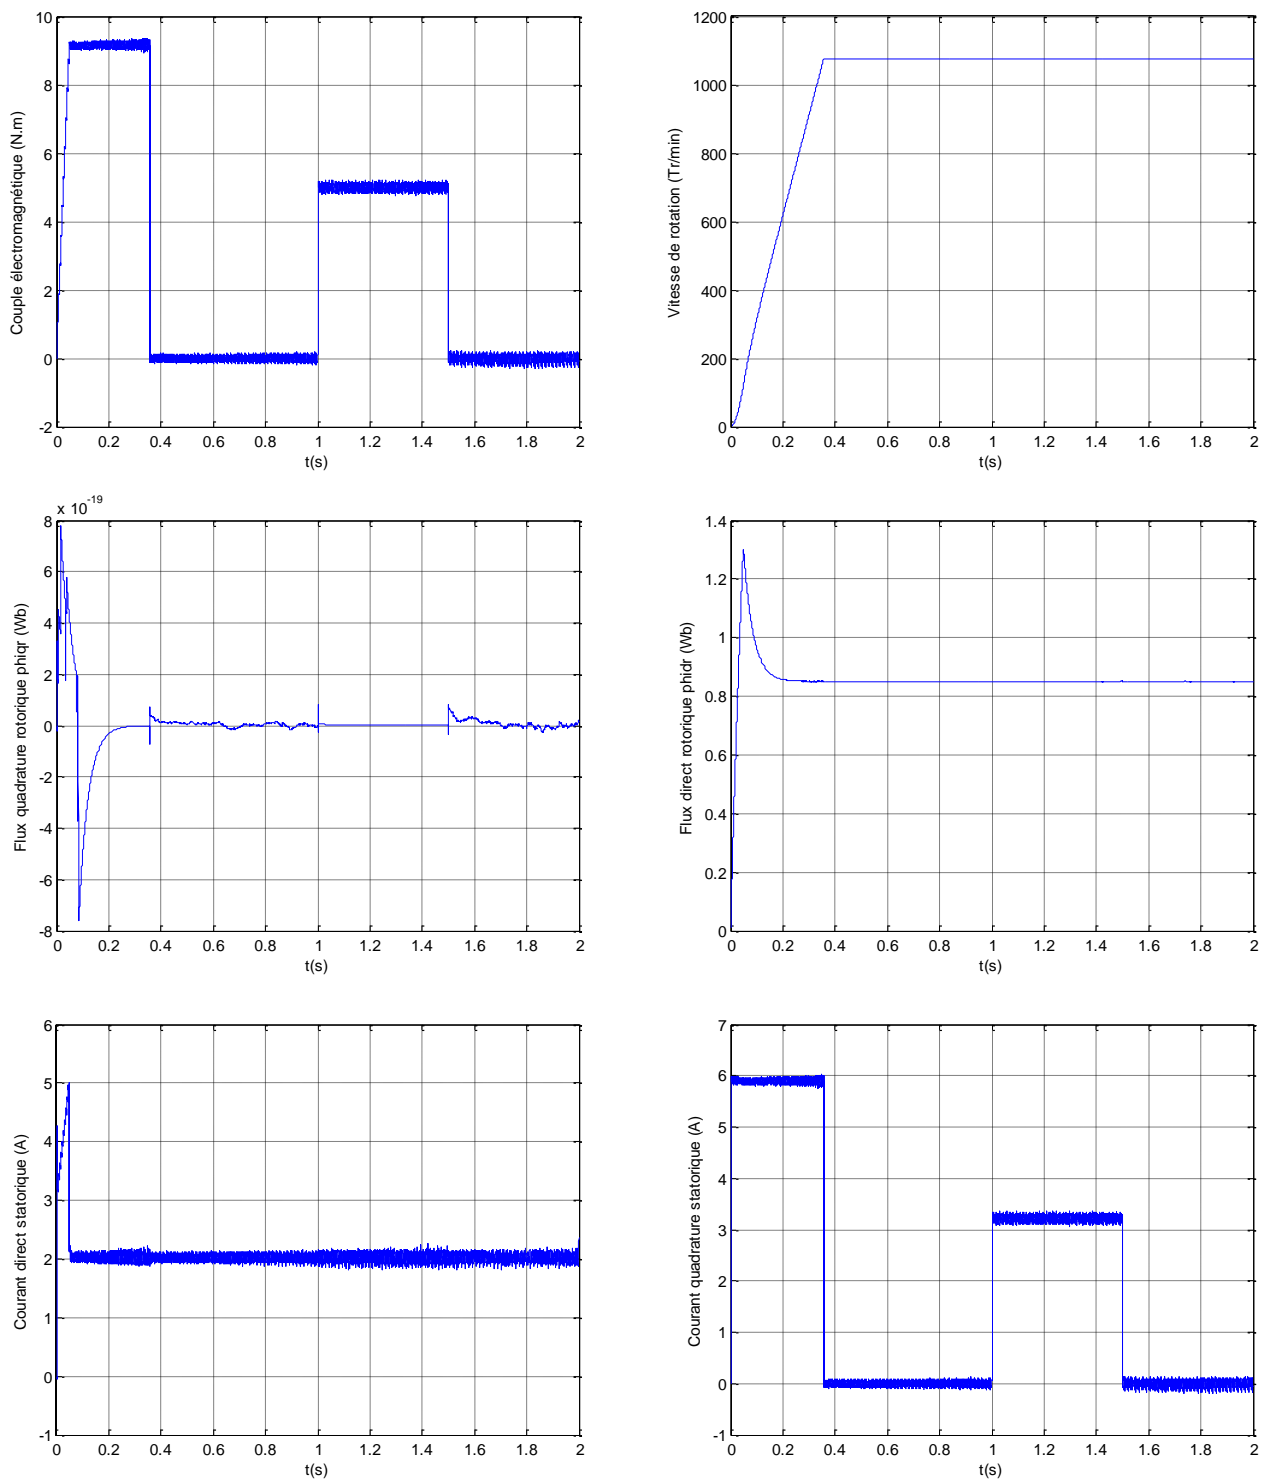 10
8
6
4
2
0
-2
Couple électromagnétique (N.m)
0 0.2 0.4 0.6 0.8 1 1.2 1.4 1.6 1.8 2
t(s)
1200
1000
800
600
400
200
0
Vitesse de rotation (Tr/min)
0 0.2 0.4 0.6 0.8 1 1.2 1.4 1.6 1.8 2
t(s)
x 10-19
8
6
4
2
0
-2
-4
-6
-8
Flux quadrature rotorique phiqr (Wb)
0 0.2 0.4 0.6 0.8 1 1.2 1.4 1.6 1.8 2
t(s)
1.4
1.2
1
0.8
0.6
0.4
0.2
0
Flux direct rotorique phidr (Wb)
0 0.2 0.4 0.6 0.8 1 1.2 1.4 1.6 1.8 2
t(s)
6
5
4
3
2
1
0
-1
Courant direct statorique (A)
0 0.2 0.4 0.6 0.8 1 1.2 1.4 1.6 1.8 2
t(s)
7
6
5
4
3
2
1
0
-1
Courant quadrature statorique (A)
0 0.2 0.4 0.6 0.8 1 1.2 1.4 1.6 1.8 2
t(s)